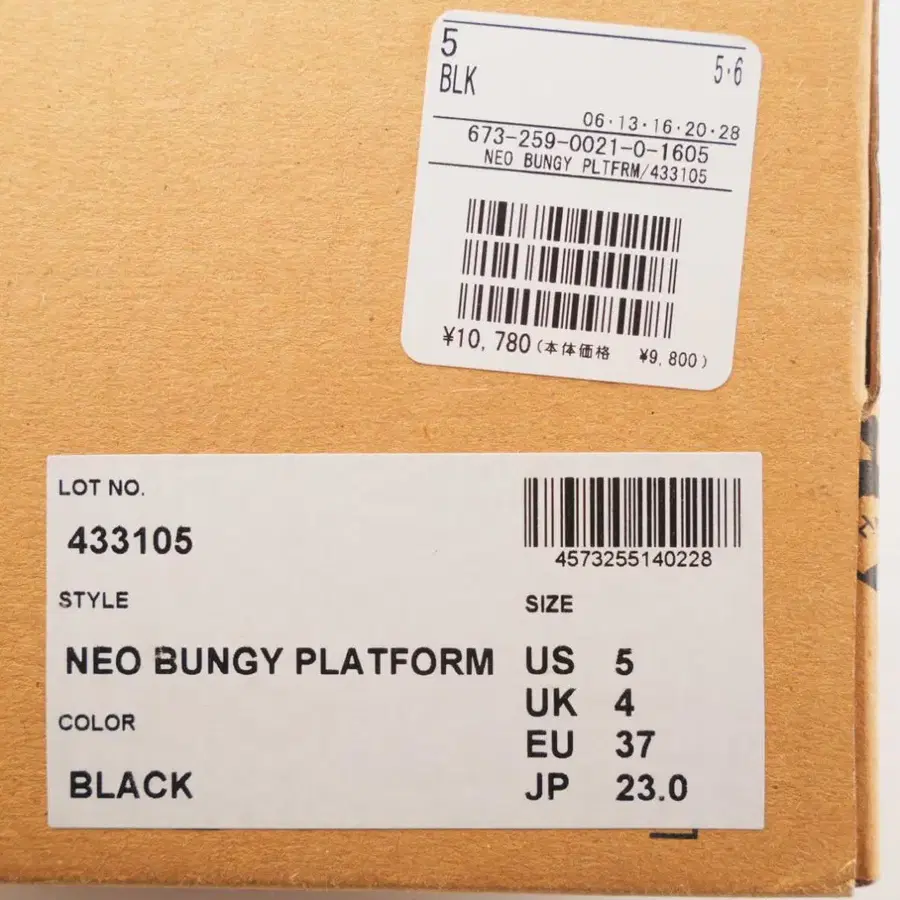 5
BLK
5·6
06·13·16·20·28
673-259-0021-0-1605
NEO BUNGY PLTFRM/433105
¥10,780(本体価格 ¥9,800)
LOT NO.
433105
4573255140228
STYLE
SIZE
NEO BUNGY PLATFORM
US 5
UK 4
COLOR
EU 37
BLACK
JP 23.0